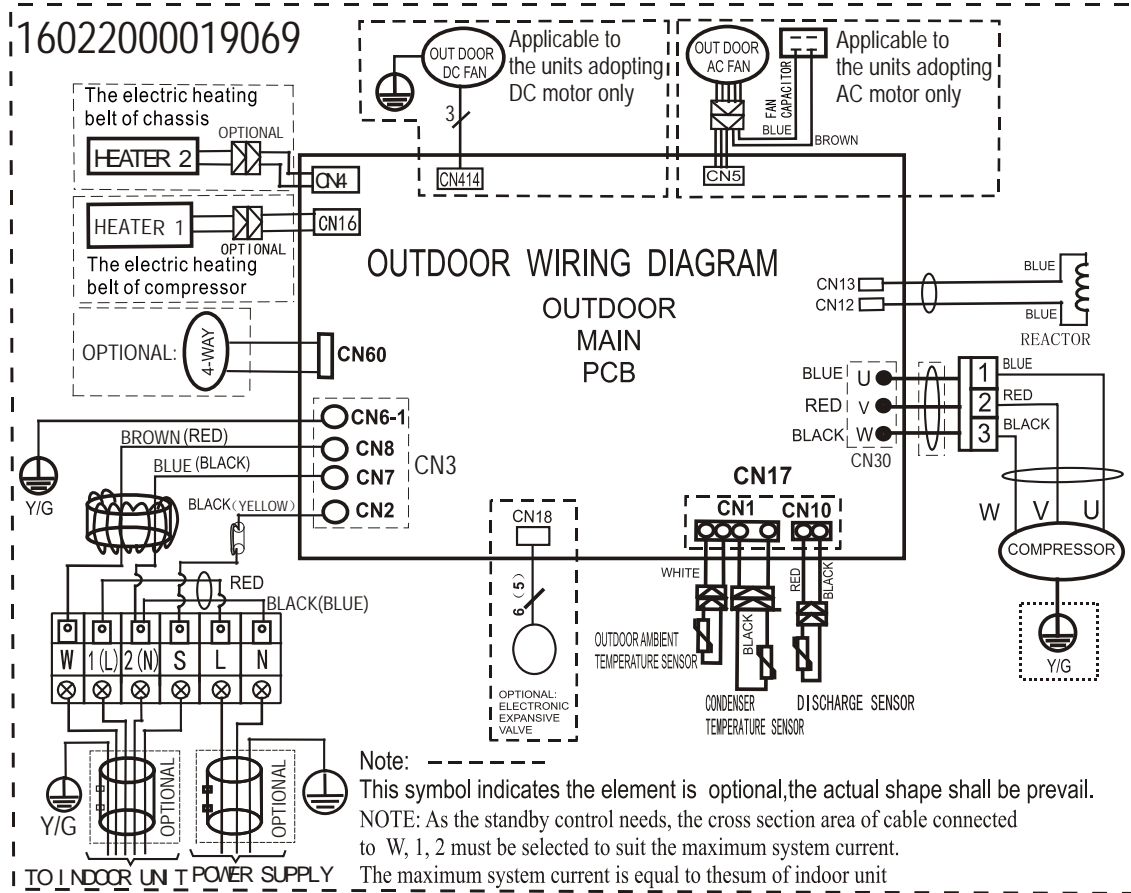 16022000019069
OUT DOOR
DC FAN
3
CN414
Applicable to
the units adopting
DC motor only
OUT DOOR
AC FAN
FAN CAPACITOR
BLUE
BROWN
CN5
Applicable to
the units adopting
AC motor only
The electric heating
belt of chassis
OPTIONAL
HEATER 2
CN4
HEATER 1
CN16
OPTIONAL
The electric heating
belt of compressor
OUTDOOR WIRING DIAGRAM
OUTDOOR
MAIN
PCB
CN13
CN12
BLUE
BLUE
REACTOR
OPTIONAL:
4-WAY
CN60
BLUE U
RED V
BLACK W
CN30
1
2
3
BLUE
RED
BLACK
W V U
COMPRESSOR
Y/G
CN6-1
CN8
CN7
CN2
CN3
Y/G
BROWN(RED)
BLUE(BLACK)
BLACK(YELLOW)
RED
BLACK(BLUE)
W 1(L) 2(N) S L N
Y/G
OPTIONAL
OPTIONAL
TO INDOOR UNIT POWER SUPPLY
CN18
6(5)
OPTIONAL:
ELECTRONIC
EXPANSIVE
VALVE
CN17
CN1 CN10
WHITE
BLACK
RED
BLACK
OUTDOOR AMBIENT
TEMPERATURE SENSOR
CONDENSER
TEMPERATURE SENSOR
DISCHARGE SENSOR
Note:
This symbol indicates the element is optional,the actual shape shall be prevail.
NOTE: As the standby control needs, the cross section area of cable connected
to W, 1, 2 must be selected to suit the maximum system current.
The maximum system current is equal to thesum of indoor unit